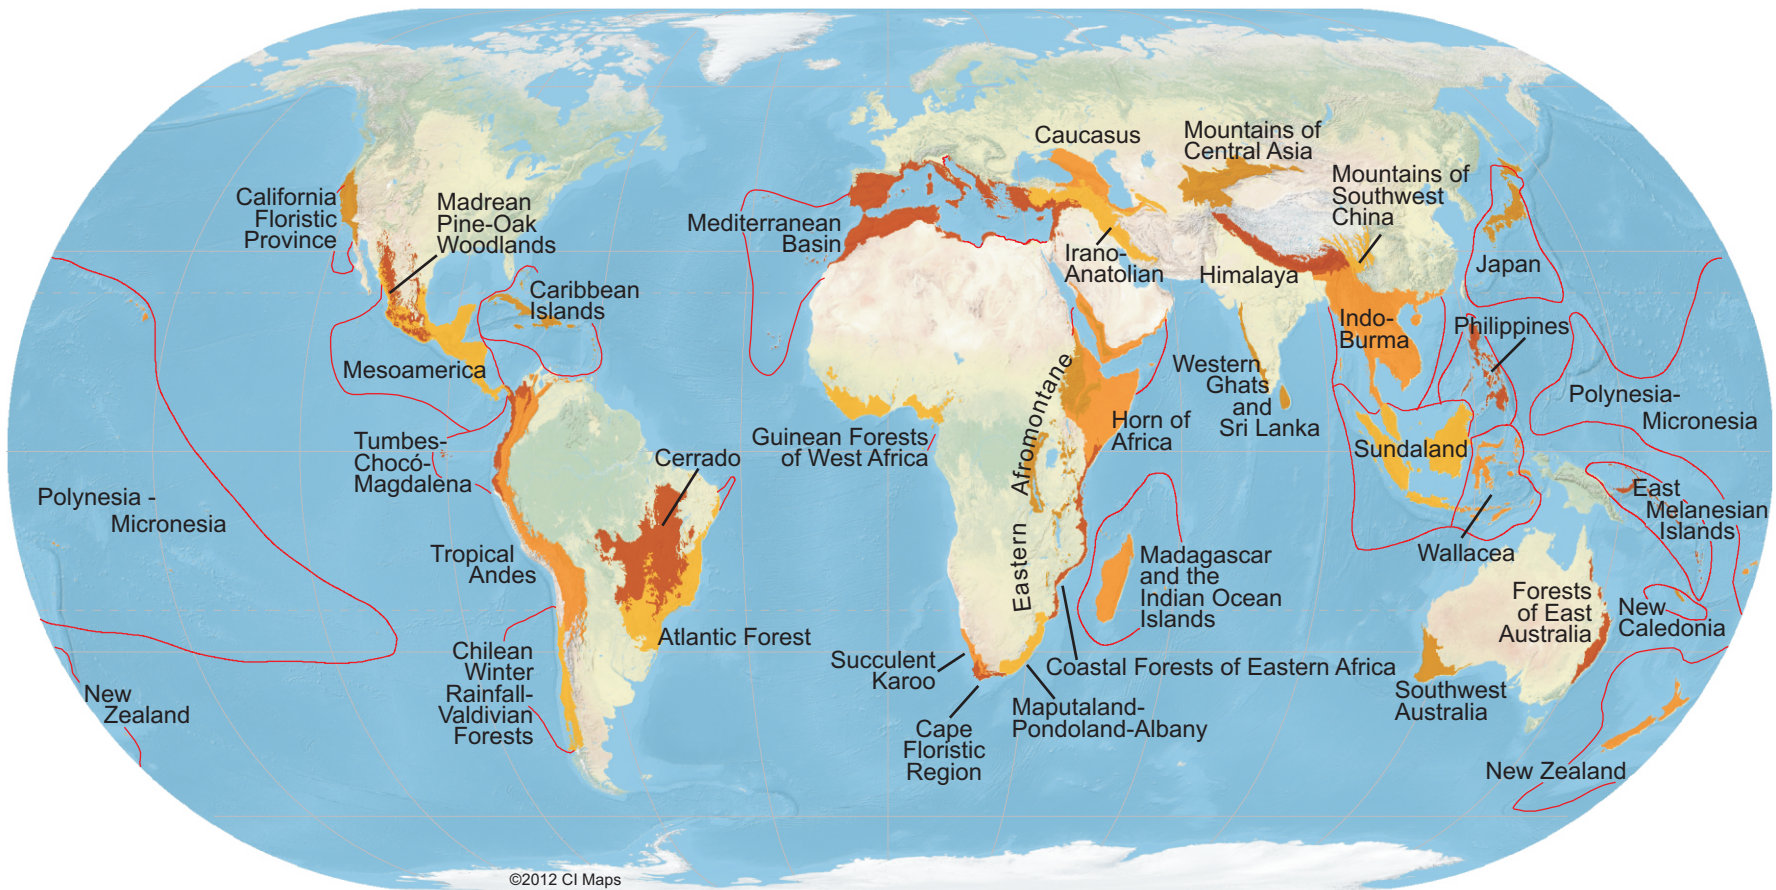 Caucasus
Mountains of
Central Asia
Mountains of
Southwest
China
California
Floristic
Province
Madrean
Pine-Oak
Woodlands
Mediterranean
Basin
Irano-
Anatolian
Himalaya
Japan
Caribbean
Islands
Indo-
Burma
Philippines
Mesoamerica
Western
Ghats
and
Sri Lanka
Polynesia-
Micronesia
Horn of
Africa
Eastern Afromontane
Guinean Forests
of West Africa
Tumbes-
Chocó-
Magdalena
Cerrado
Sundaland
Polynesia -
Micronesia
East
Melanesian
Islands
Wallacea
Tropical
Andes
Madagascar
and the
Indian Ocean
Islands
Forests
of East
Australia
New
Caledonia
Atlantic Forest
Chilean
Winter
Rainfall-
Valdivian
Forests
Succulent
Karoo
Coastal Forests of Eastern Africa
Maputaland-
Pondoland-Albany
Cape
Floristic
Region
Southwest
Australia
New
Zealand
New Zealand
©2012 CI Maps